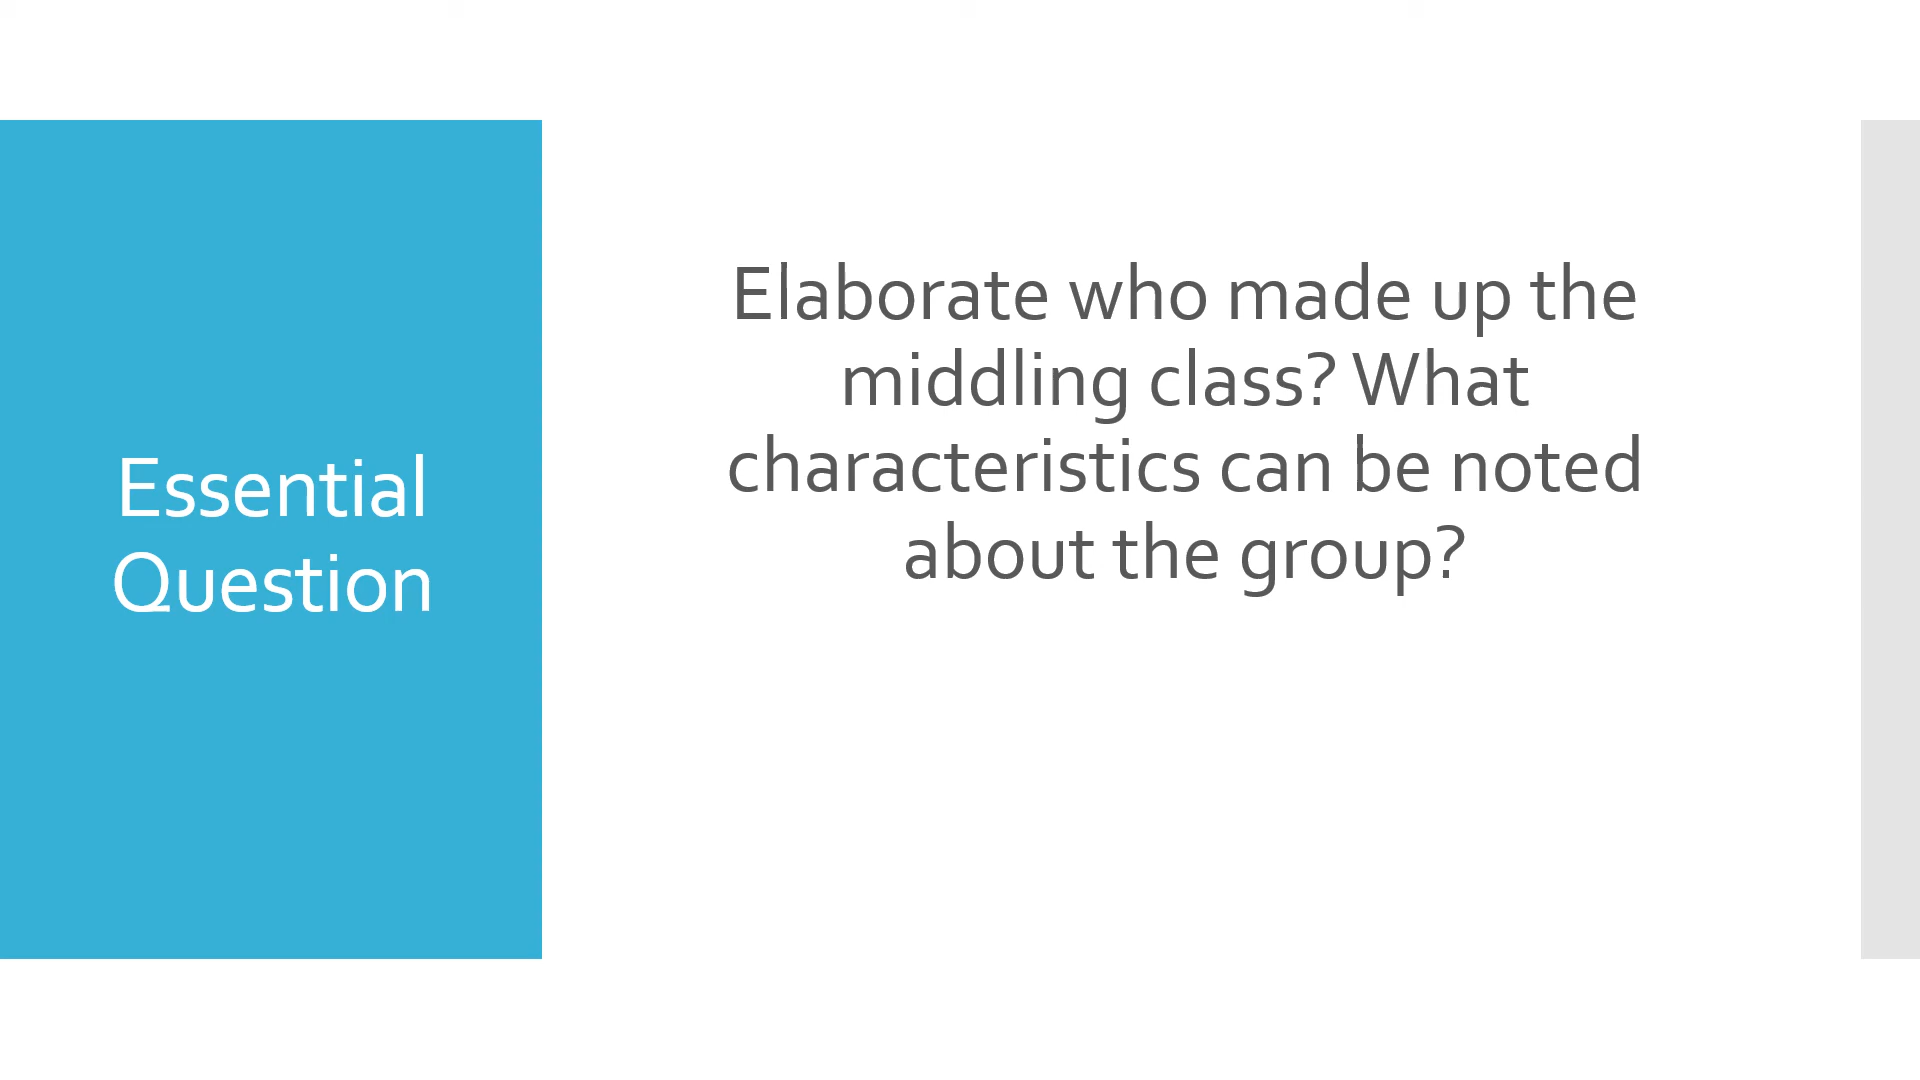 Essential
Question
Elaborate who made up the
middling class? What
characteristics can be noted
about the group?